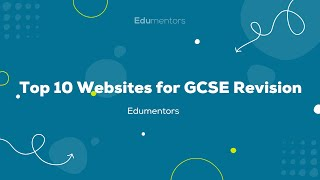 Edumentors
Top 10 Websites for GCSE Revision
Edumentors